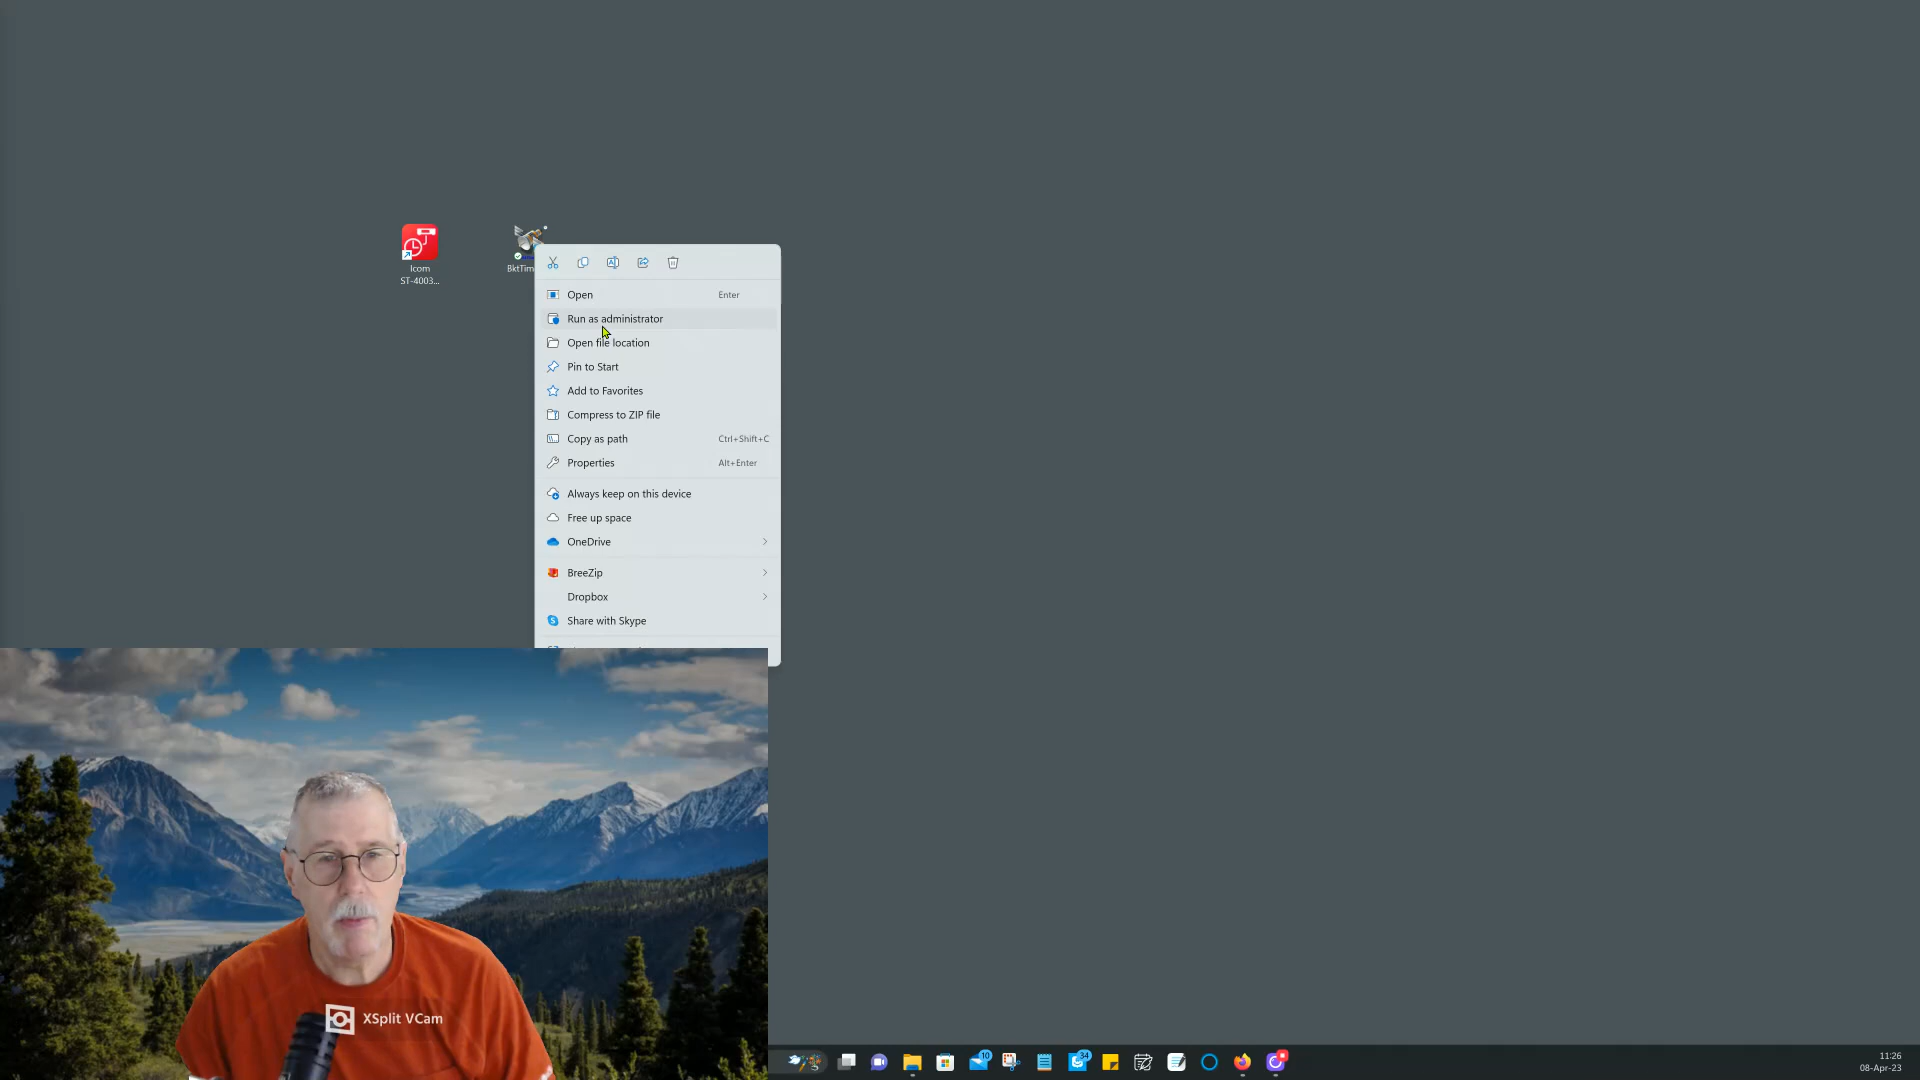 Icom
ST-4003...
BktTim
Open Enter
Run as administrator
Open file location
Pin to Start
Add to Favorites
Compress to ZIP file
Copy as path Ctrl+Shift+C
Properties Alt+Enter
Always keep on this device
Free up space
OneDrive
BreeZip
Dropbox
Share with Skype
XSplit VCam
10
34
11:26
08-Apr-23